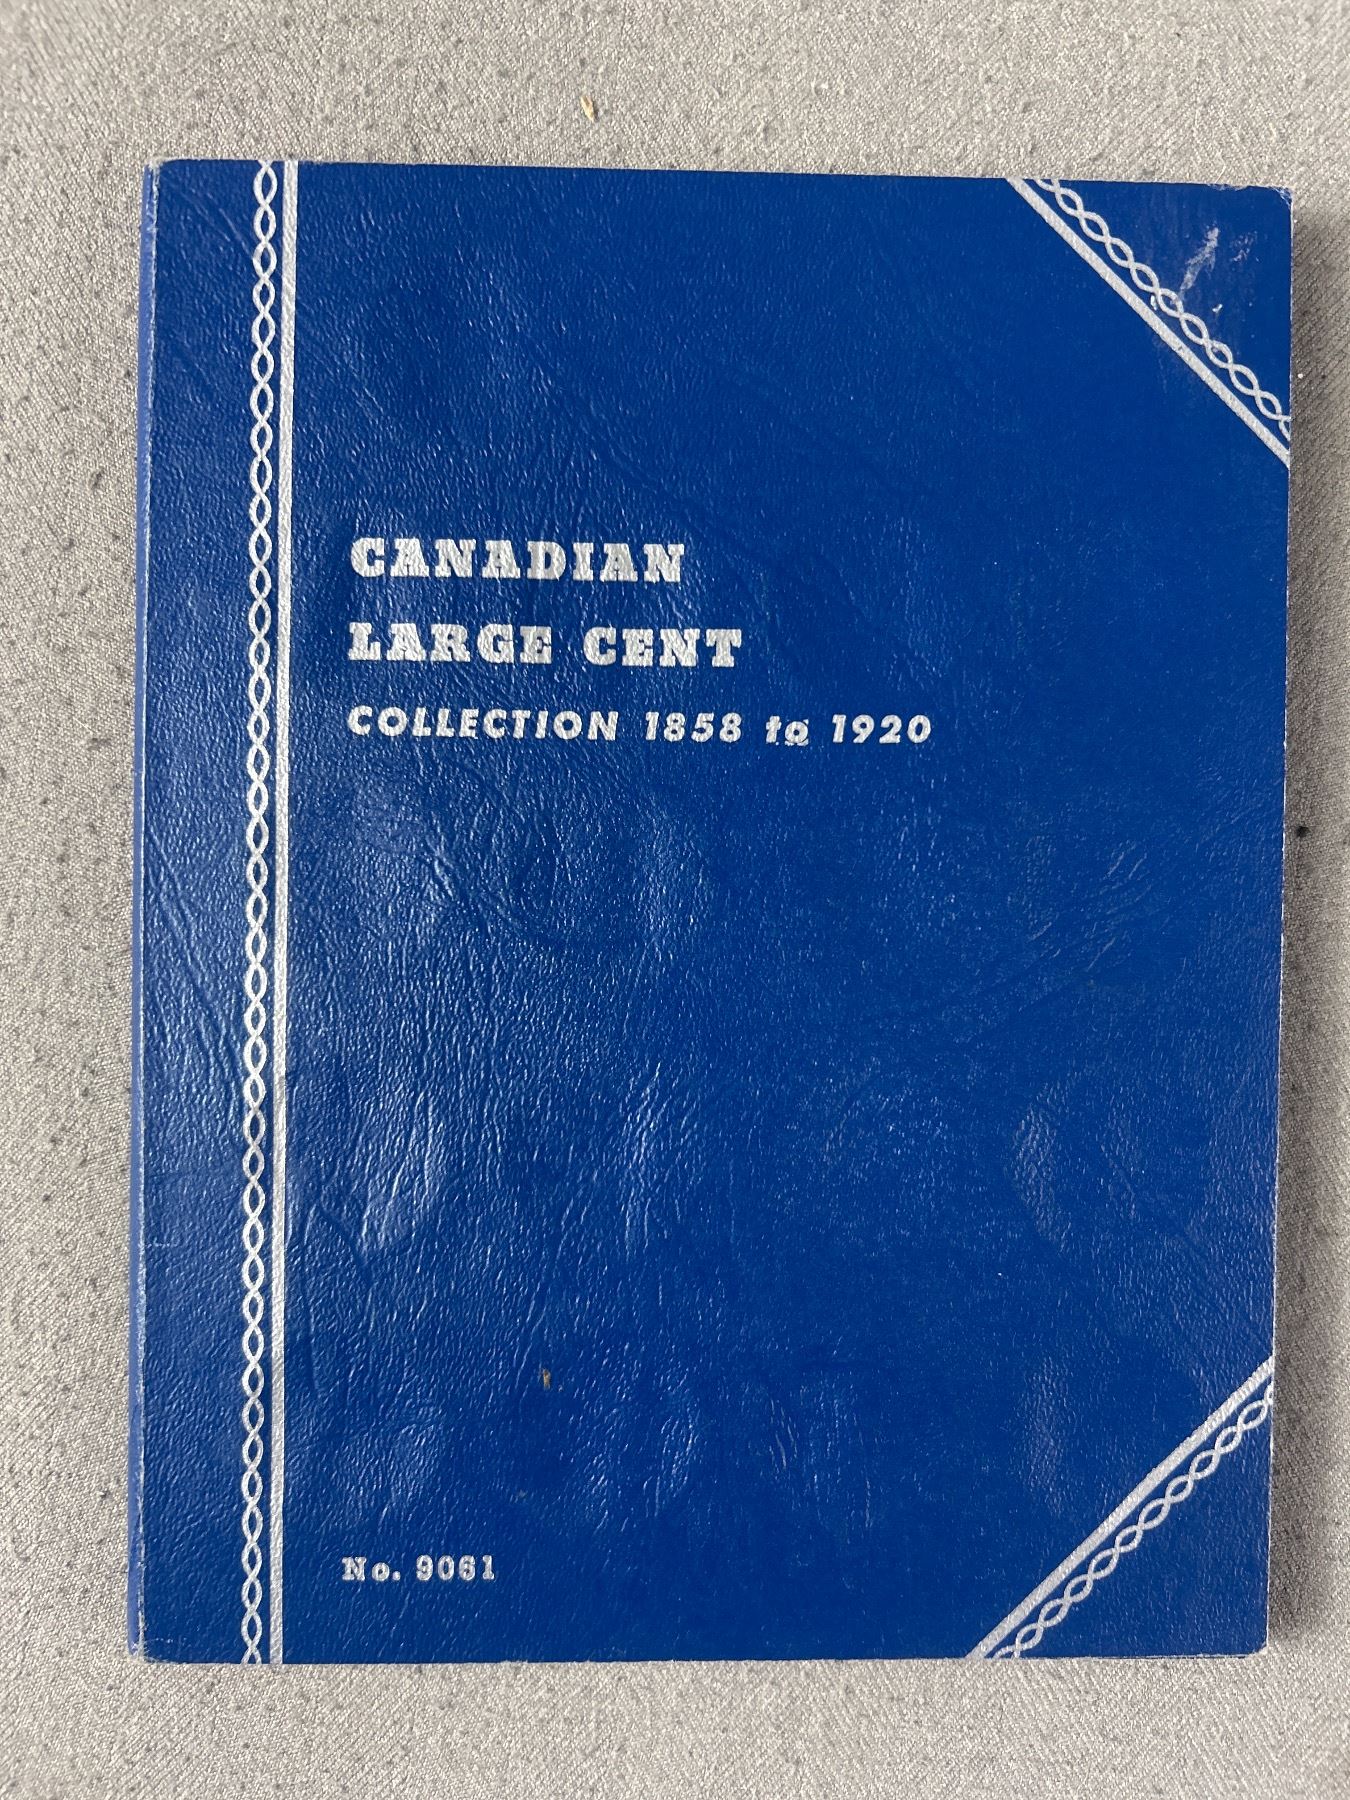 CANADIAN
LARGE CENT
COLLECTION 1858 to 1920
No. 9061